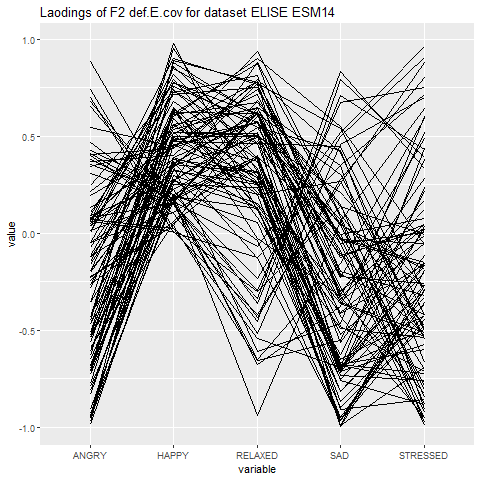 Laodings of F2 def.E.cov for dataset ELISE ESM14
1.0
0.5
0.0
-0.5
-1.0
value
ANGRY HAPPY RELAXED SAD STRESSED
variable